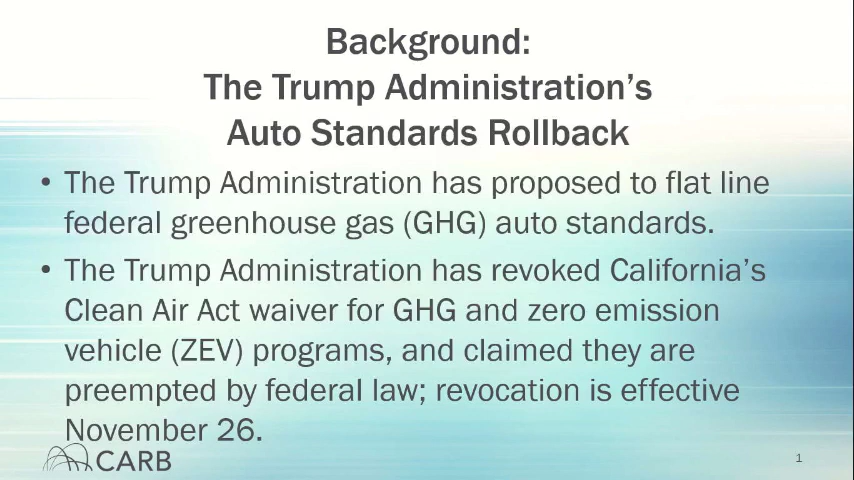 Background:
The Trump Administration’s
Auto Standards Rollback
• The Trump Administration has proposed to flat line
federal greenhouse gas (GHG) auto standards.
• The Trump Administration has revoked California’s
Clean Air Act waiver for GHG and zero emission
vehicle (ZEV) programs, and claimed they are
preempted by federal law; revocation is effective
November 26.
CARB
1